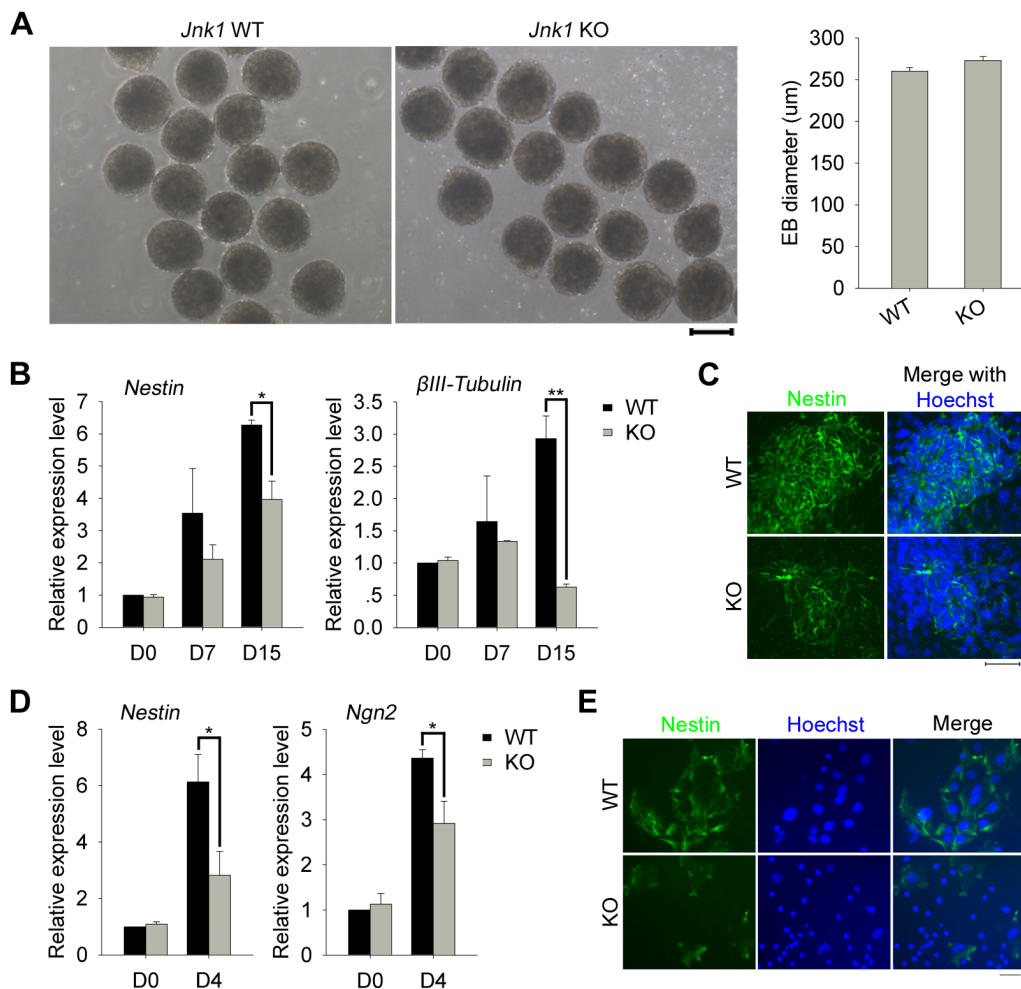 A
Jnk1 WT
Jnk1 KO
EB diameter (um)
300
250
200
150
100
50
0
WT
KO
B
Nestin
Relative expression level
7
6
5
4
3
2
1
0
*
D0 D7 D15
βIII-Tubulin
Relative expression level
3.5
3.0
2.5
2.0
1.5
1.0
.5
0.0
**
D0 D7 D15
WT
KO
C
Nestin
Merge with
Hoechst
WT
KO
D
Nestin
Relative expression level
8
6
4
2
0
*
D0 D4
Ngn2
Relative expression level
5
4
3
2
1
0
*
D0 D4
WT
KO
E
Nestin Hoechst Merge
WT
KO